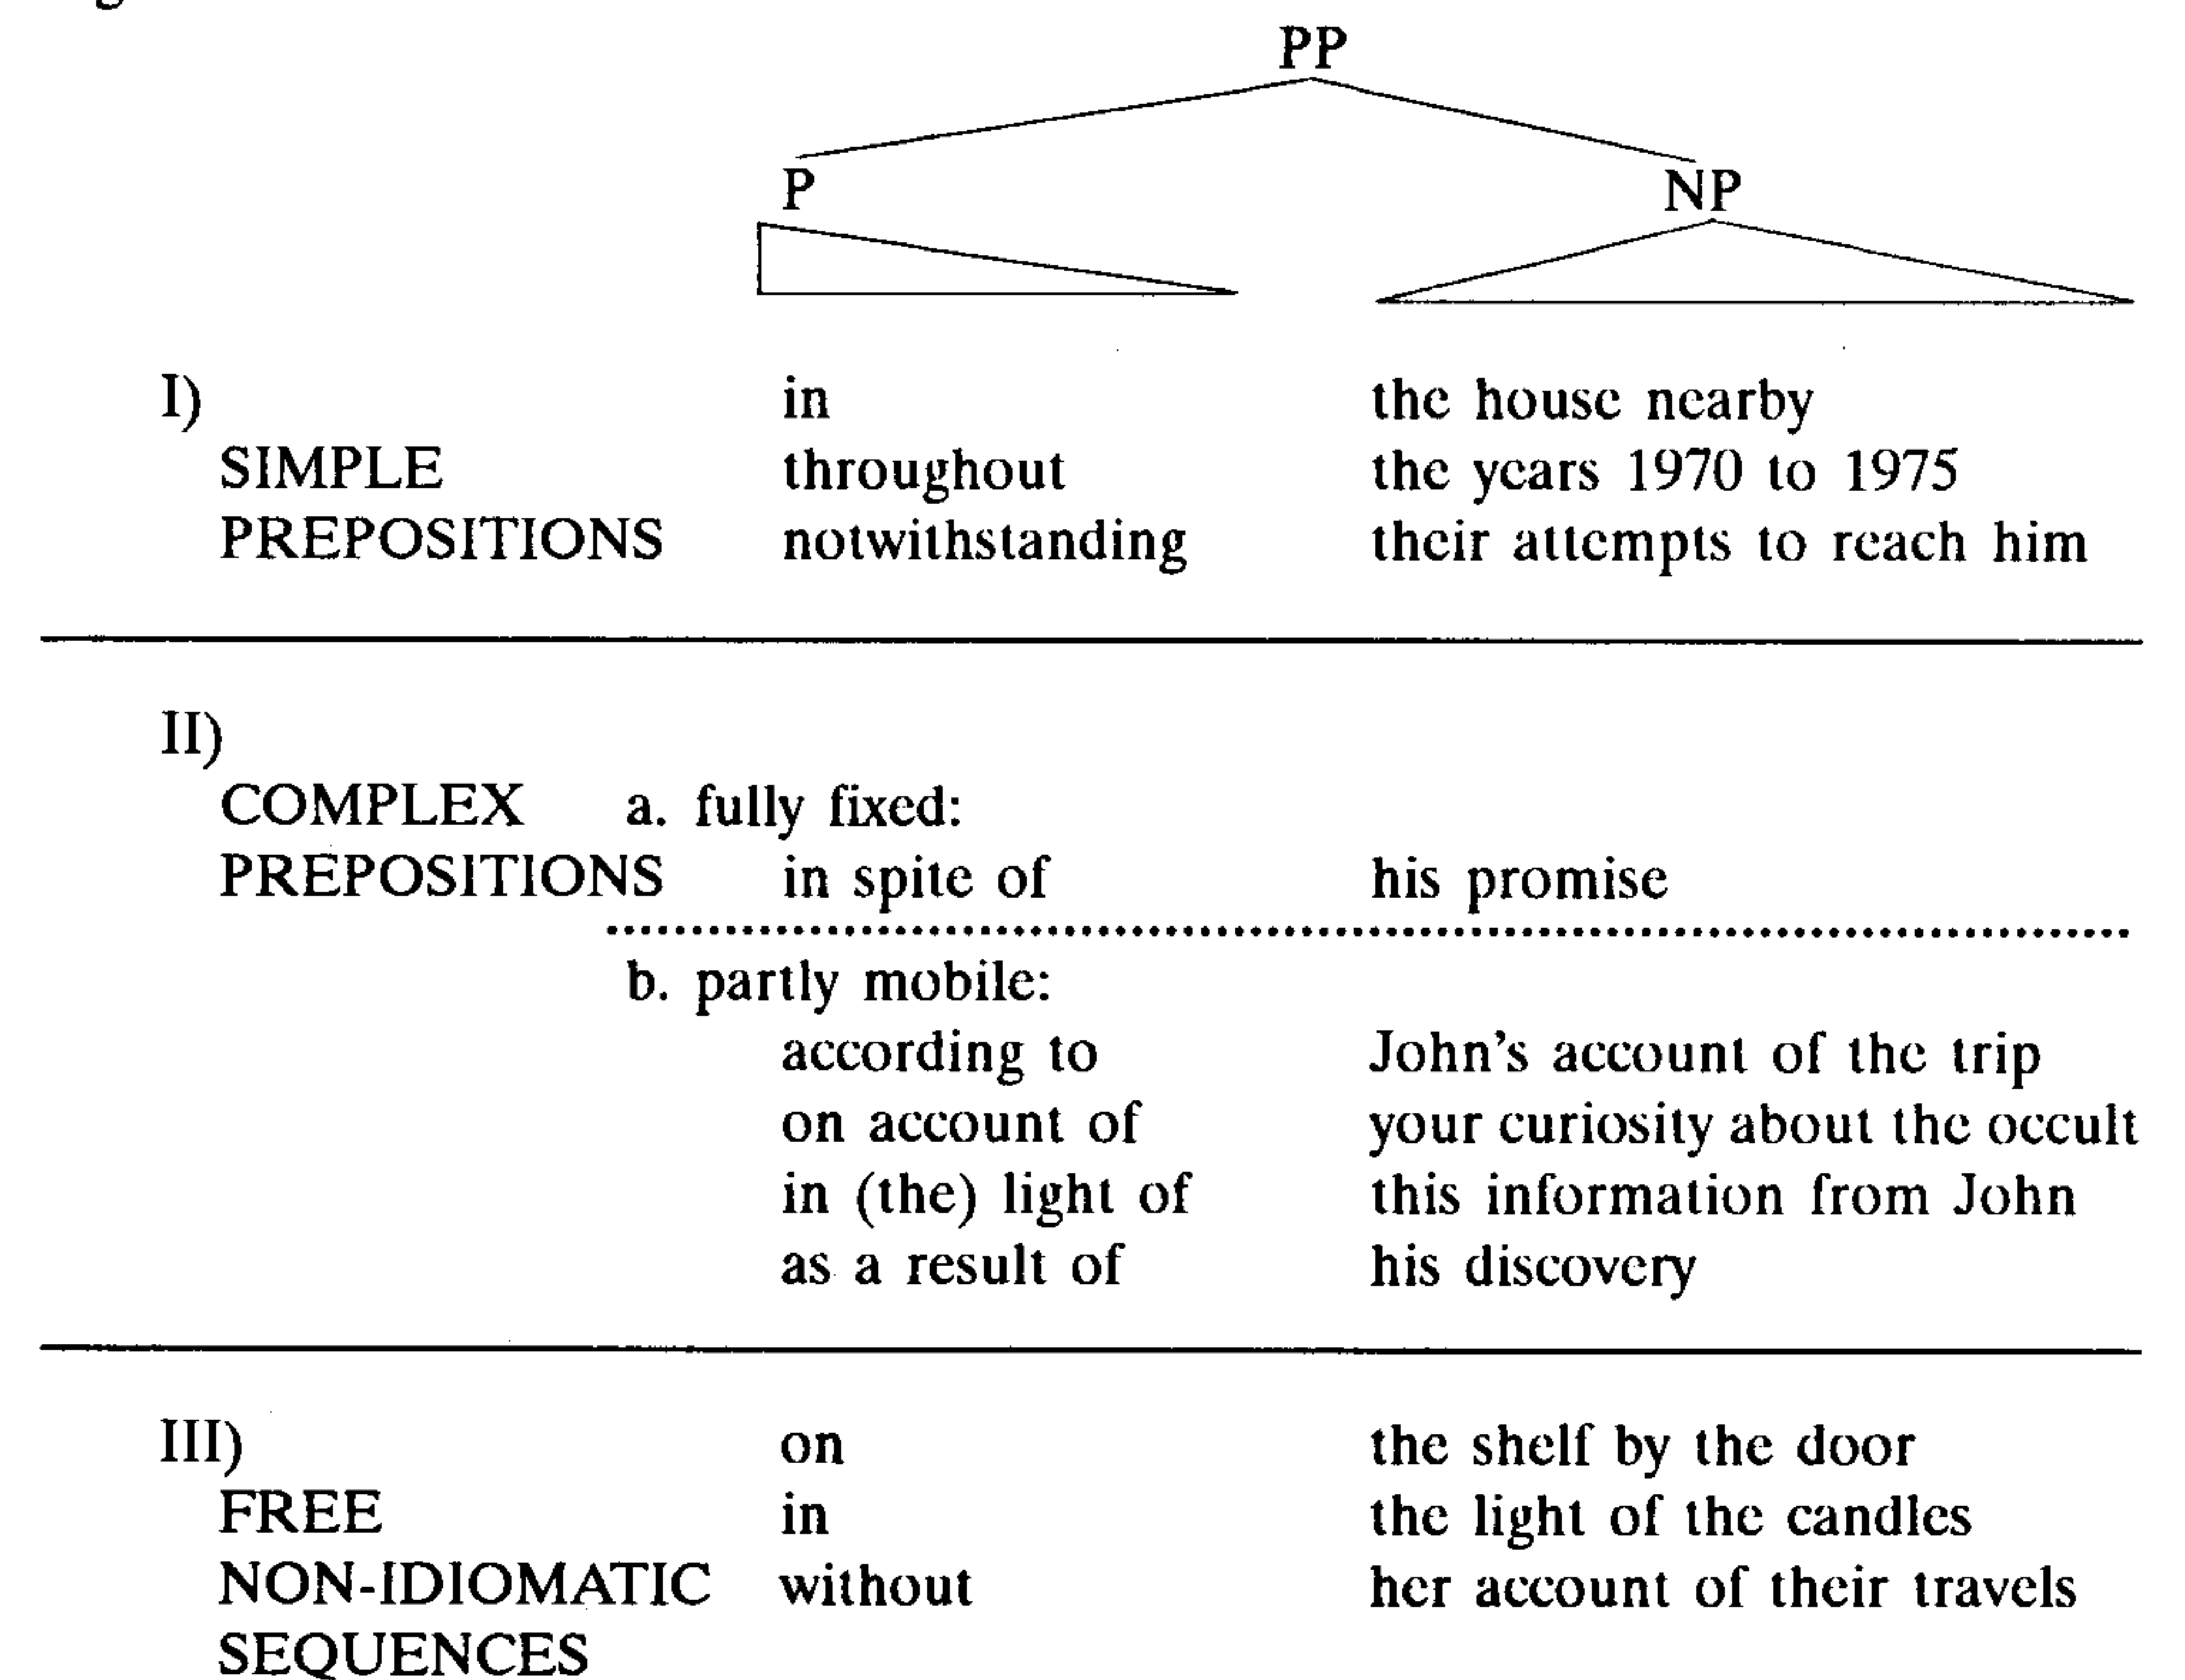 PP
P NP
I) in the house nearby
SIMPLE throughout the years 1970 to 1975
PREPOSITIONS notwithstanding their attempts to reach him
II)
COMPLEX a. fully fixed:
PREPOSITIONS in spite of his promise
b. partly mobile:
according to John's account of the trip
on account of your curiosity about the occult
in (the) light of this information from John
as a result of his discovery
III) on the shelf by the door
FREE in the light of the candles
NON-IDIOMATIC without her account of their travels
SEQUENCES